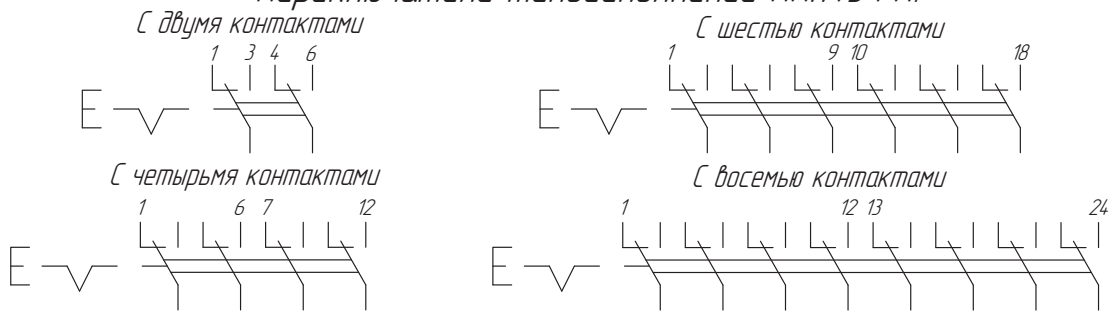 С двумя контактами
1 3 4 6
С шестью контактами
1 9 10 18
С четырьмя контактами
1 6 7 12
С восемью контактами
1 12 13 24